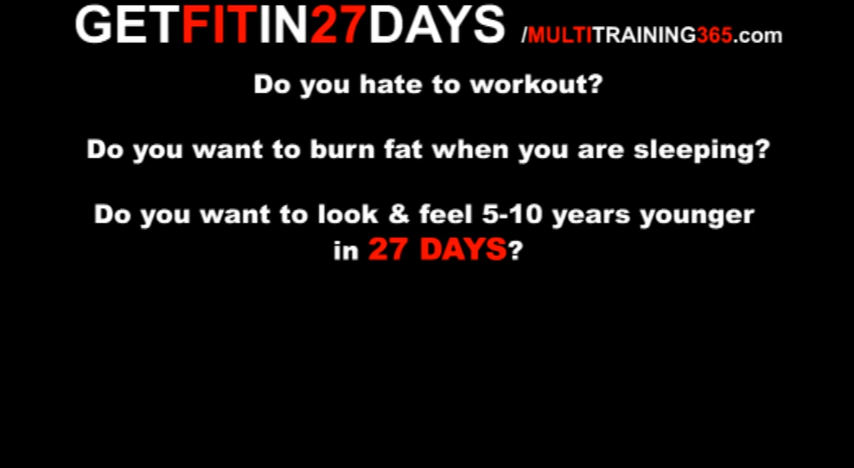 GETFITIN27DAYS /MULTITRAINING365.com
Do you hate to workout?
Do you want to burn fat when you are sleeping?
Do you want to look & feel 5-10 years younger
in 27 DAYS?